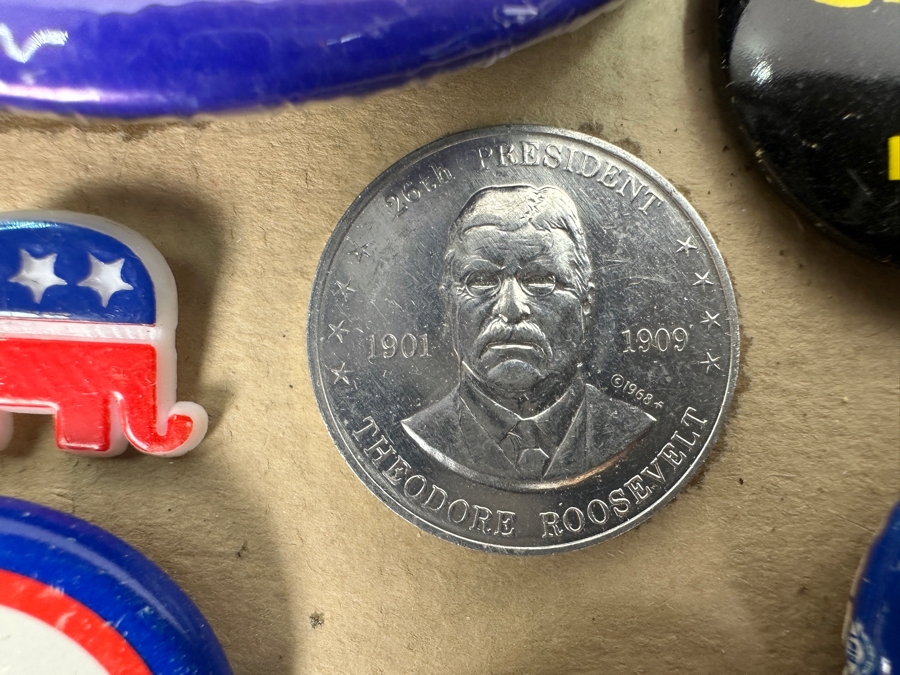 26th PRESIDENT
1901 1909
©1968
THEODORE ROOSEVELT